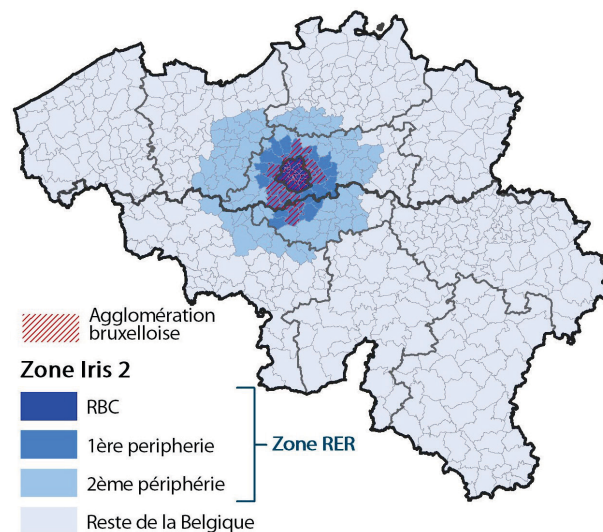 Agglomération
bruxelloise
Zone Iris 2
RBC
1ère peripherie
Zone RER
2ème périphérie
Reste de la Belgique